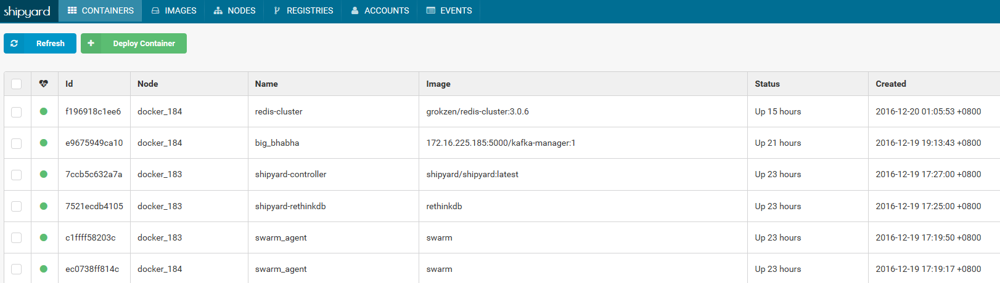 shipyard CONTAINERS IMAGES NODES REGISTRIES ACCOUNTS EVENTS
Refresh Deploy Container
Id Node Name Image Status Created
f196918c1ee6 docker_184 redis-cluster grokzen/redis-cluster:3.0.6 Up 15 hours 2016-12-20 01:05:53 +0800
e9675949ca10 docker_184 big_bhabha 172.16.225.185:5000/kafka-manager:1 Up 21 hours 2016-12-19 19:13:43 +0800
7ccb5c632a7a docker_183 shipyard-controller shipyard/shipyard:latest Up 23 hours 2016-12-19 17:27:00 +0800
7521ecdb4105 docker_183 shipyard-rethinkdb rethinkdb Up 23 hours 2016-12-19 17:25:00 +0800
c1ffff58203c docker_183 swarm_agent swarm Up 23 hours 2016-12-19 17:19:50 +0800
ec0738ff814c docker_184 swarm_agent swarm Up 23 hours 2016-12-19 17:19:17 +0800